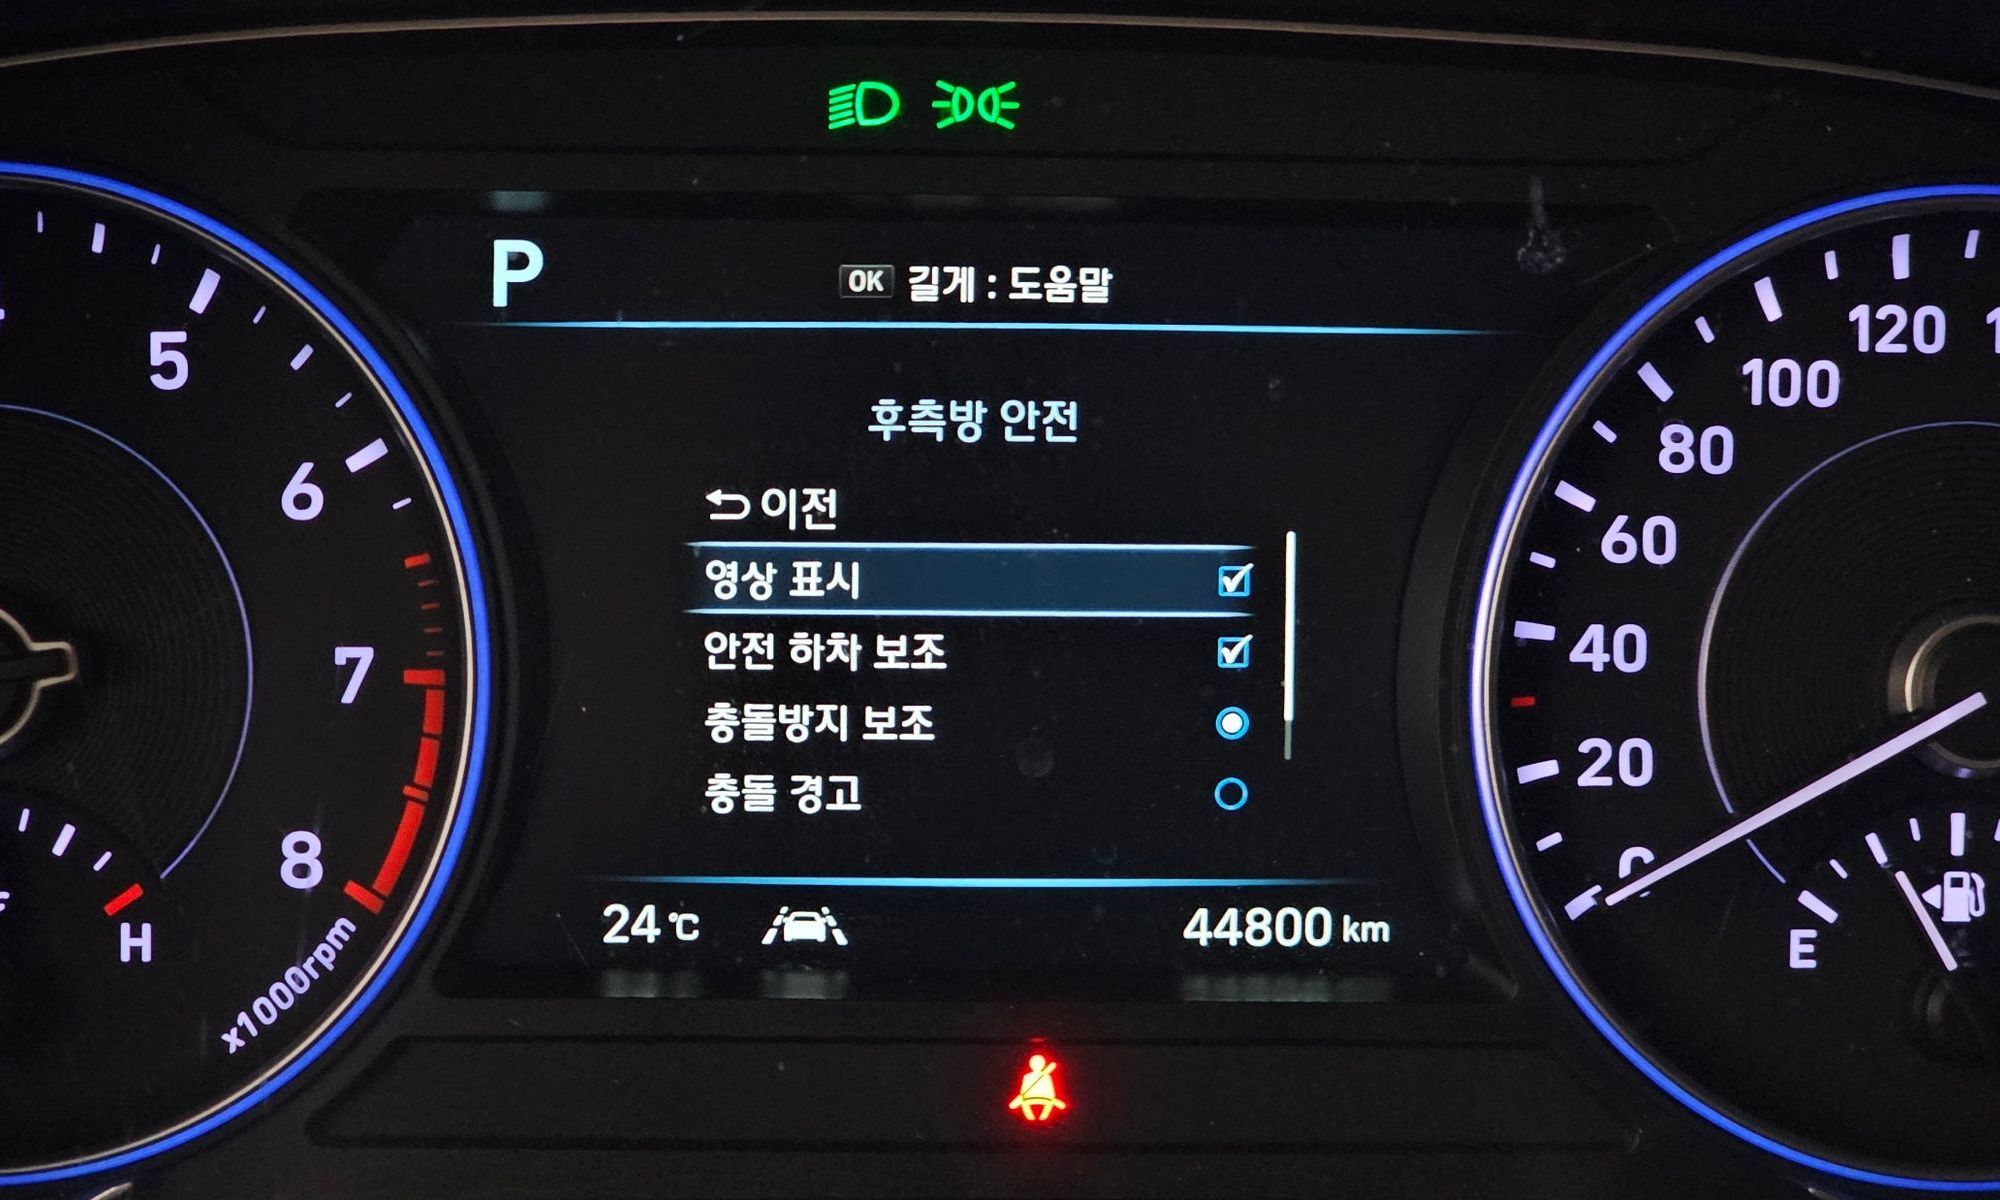 P
OK 길게 : 도움말
후측방 안전
이전
영상 표시
안전 하차 보조
충돌방지 보조
충돌 경고
24℃
44800 km
5
6
7
8
x1000rpm
H
120
100
80
60
40
20
0
E